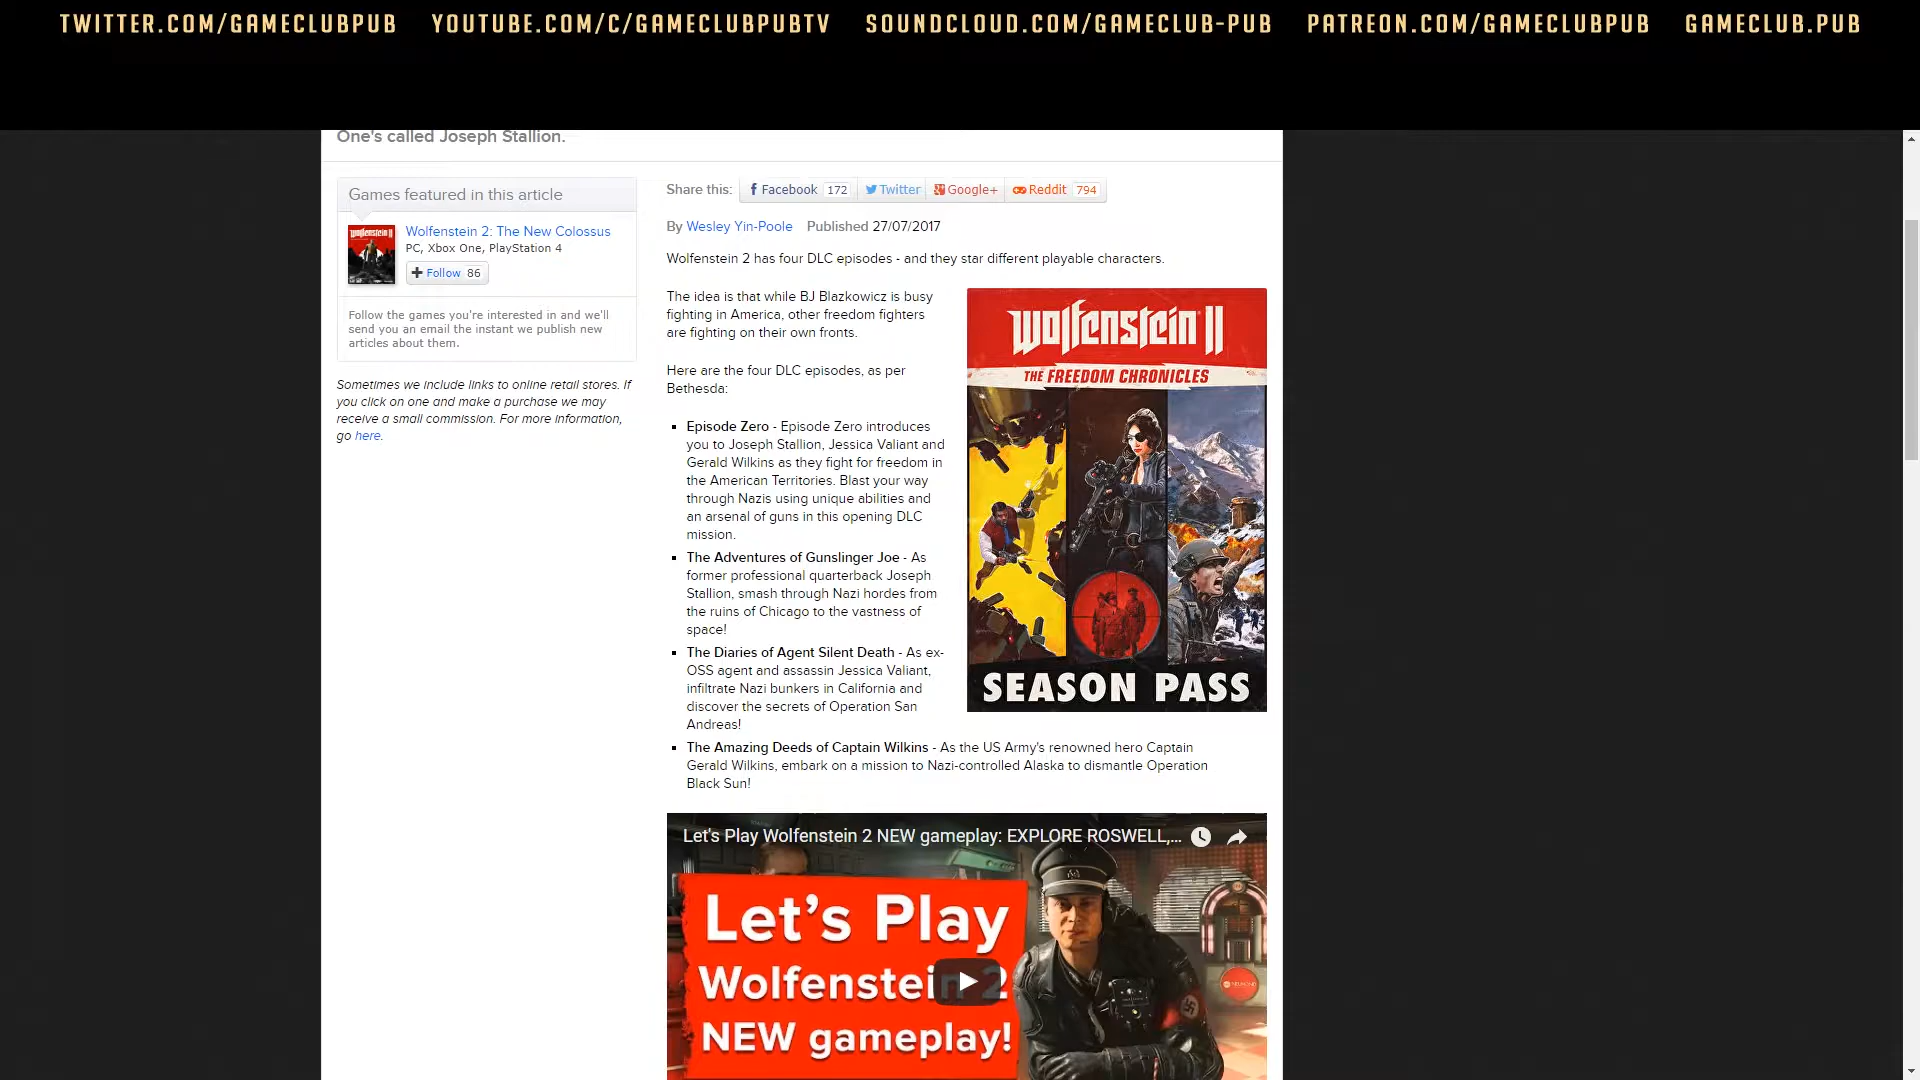 TWITTER.COM/GAMECLUBPUB YOUTUBE.COM/C/GAMECLUBPUBTV SOUNDCLOUD.COM/GAMECLUB-PUB PATREON.COM/GAMECLUBPUB GAMECLUB.PUB
One's called Joseph Stallion.
Games featured in this article
Wolfenstein 2: The New Colossus
PC, Xbox One, PlayStation 4
Follow 86
Follow the games you're interested in and we'll
send you an email the instant we publish new
articles about them.
Sometimes we include links to online retail stores. If
you click on one and make a purchase we may
receive a small commission. For more information,
go here.
Share this: Facebook 172 Twitter Google+ Reddit 794
By Wesley Yin-Poole Published 27/07/2017
Wolfenstein 2 has four DLC episodes - and they star different playable characters.
The idea is that while BJ Blazkowicz is busy
fighting in America, other freedom fighters
are fighting on their own fronts.
Here are the four DLC episodes, as per
Bethesda:
Episode Zero - Episode Zero introduces
you to Joseph Stallion, Jessica Valiant and
Gerald Wilkins as they fight for freedom in
the American Territories. Blast your way
through Nazis using unique abilities and
an arsenal of guns in this opening DLC
mission.
The Adventures of Gunslinger Joe - As
former professional quarterback Joseph
Stallion, smash through Nazi hordes from
the ruins of Chicago to the vastness of
space!
The Diaries of Agent Silent Death - As ex-
OSS agent and assassin Jessica Valiant,
infiltrate Nazi bunkers in California and
discover the secrets of Operation San
Andreas!
The Amazing Deeds of Captain Wilkins - As the US Army's renowned hero Captain
Gerald Wilkins, embark on a mission to Nazi-controlled Alaska to dismantle Operation
Black Sun!
Wolfenstein II
THE FREEDOM CHRONICLES
SEASON PASS
Let's Play Wolfenstein 2 NEW gameplay: EXPLORE ROSWELL,...
Let's Play
Wolfenstein 2
NEW gameplay!